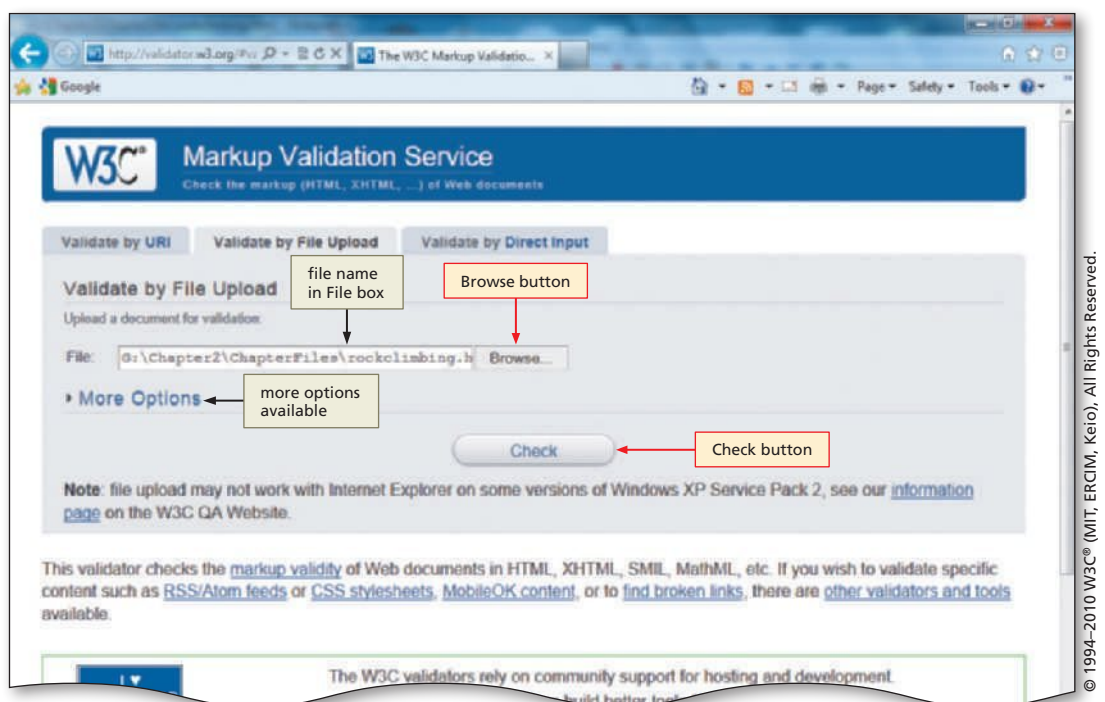 http://validator.w3.org/
The W3C Markup Validatio...
Google
Page
Safety
Tools
W3C®
Markup Validation Service
Check the markup (HTML, XHTML, ...) of Web documents
Validate by URI
Validate by File Upload
Validate by Direct Input
Validate by File Upload
file name
in File box
Browse button
Upload a document for validation:
File:
G:\Chapter2\ChapterFiles\rockclimbing.h
Browse...
More Options
more options
available
Check
Check button
Note: file upload may not work with Internet Explorer on some versions of Windows XP Service Pack 2, see our information
page on the W3C QA Website.
This validator checks the markup validity of Web documents in HTML, XHTML, SMIL, MathML, etc. If you wish to validate specific
content such as RSS/Atom feeds or CSS stylesheets, MobileOK content, or to find broken links, there are other validators and tools
available.
I ♥
The W3C validators rely on community support for hosting and development.
build better
© 1994–2010 W3C® (MIT, ERCIM, Keio), All Rights Reserved.